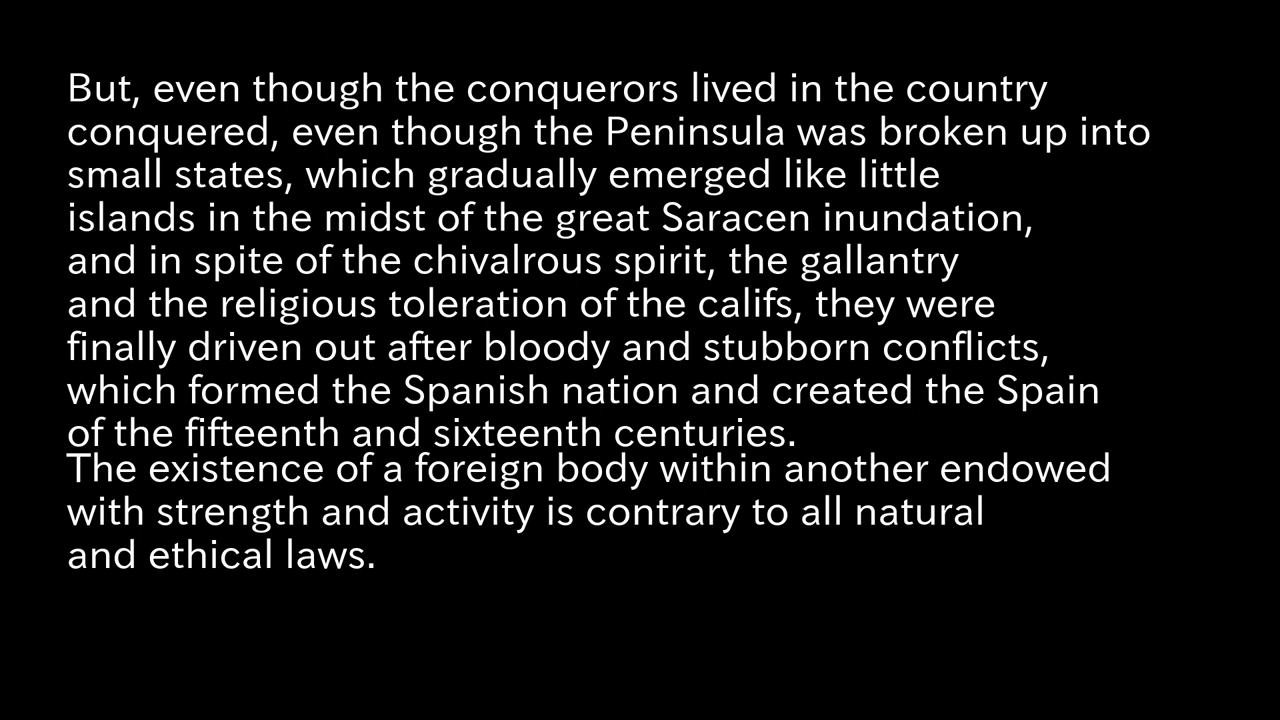 But, even though the conquerors lived in the country
conquered, even though the Peninsula was broken up into
small states, which gradually emerged like little
islands in the midst of the great Saracen inundation,
and in spite of the chivalrous spirit, the gallantry
and the religious toleration of the califs, they were
finally driven out after bloody and stubborn conflicts,
which formed the Spanish nation and created the Spain
of the fifteenth and sixteenth centuries.
The existence of a foreign body within another endowed
with strength and activity is contrary to all natural
and ethical laws.